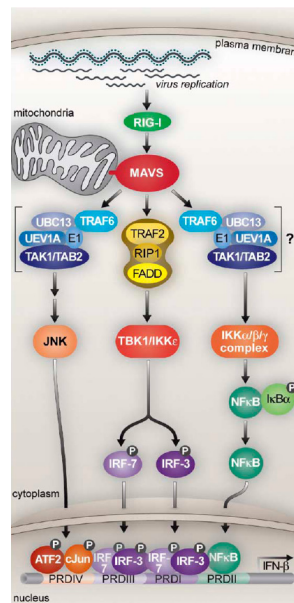 plasma membran
virus replication
RIG-I
mitochondria
MAVS
UBC13 TRAF6
UEV1A E1
TAK1/TAB2
TRAF2
RIP1
FADD
TRAF6 UBC13
E1 UEV1A
TAK1/TAB2
?
JNK
TBK1/IKKε
IKKα/β/γ
complex
NFκB IκBα P
P IRF-7
P IRF-3
NFκB
cytoplasm
P P P P P P
ATF2 cJun IRF 7 IRF-3 IRF 7 IRF-3 NFκB
IFN-β
PRDIV PRDIII PRDI PRDII
nucleus